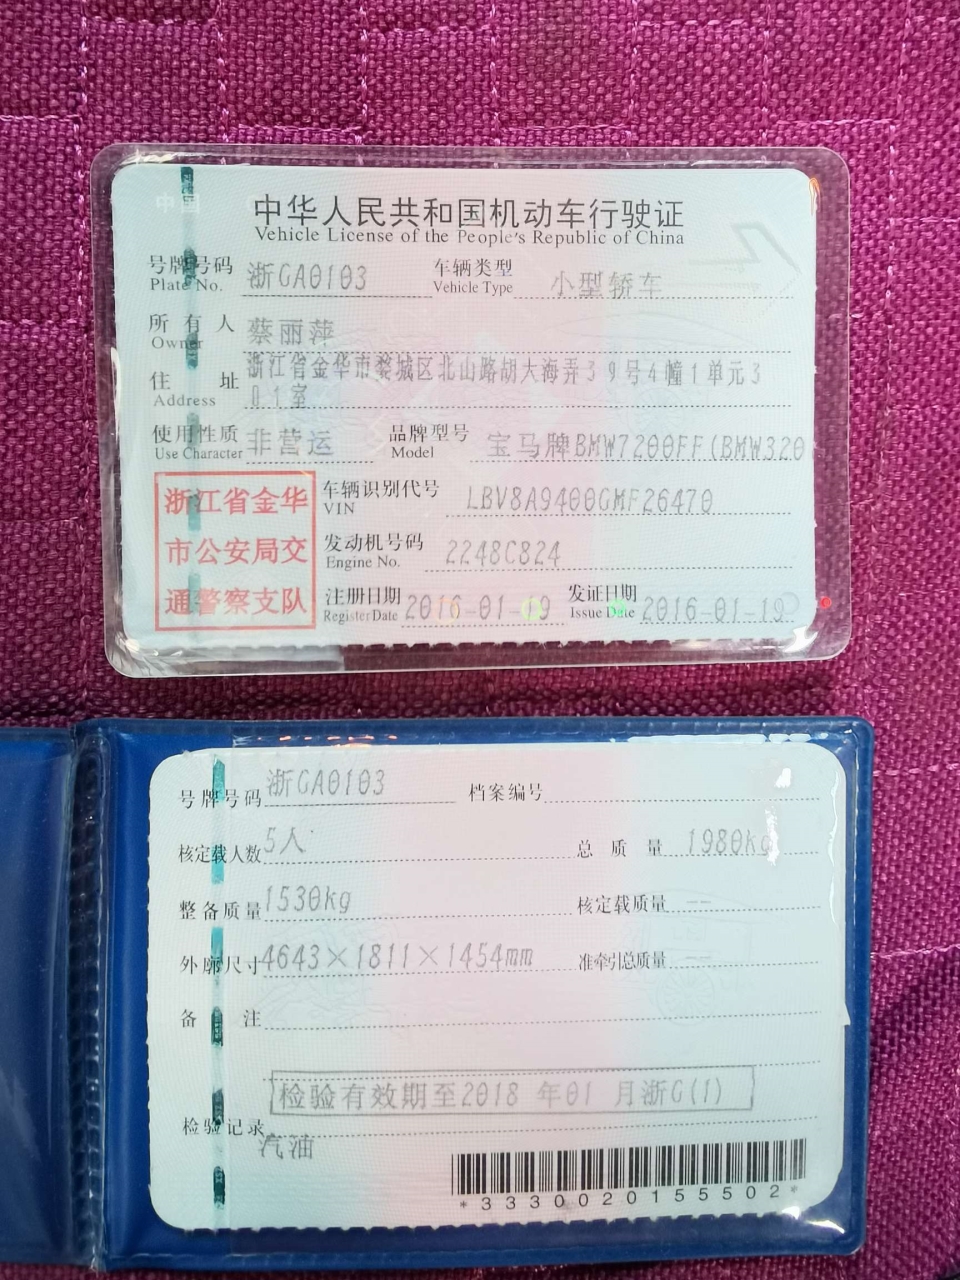 中华人民共和国机动车行驶证
Vehicle License of the People's Republic of China
号牌号码 浙GA0103 车辆类型 小型轿车
Plate No. Vehicle Type
所有人 蔡丽萍
Owner
住址 浙江省金华市婺城区北山路胡大海弄39号4幢1单元3
Address 01室
使用性质 非营运 品牌型号 宝马牌BMW7200FF(BMW320
Use Character Model
浙江省金华
市公安局交
通警察支队
车辆识别代号 LBV8A9400GMF26470
VIN
发动机号码 2248C824
Engine No.
注册日期 2016-01-19 发证日期 2016-01-19
Register Date Issue Date
号牌号码 浙GA0103 档案编号
核定载人数 5人 总质量 1980kg
整备质量 1530kg 核定载质量 --
外廓尺寸 4643×1811×1454mm 准牵引总质量 --
备注
检验有效期至2018 年01 月浙G(1)
检验记录
汽油
*3330020155502*